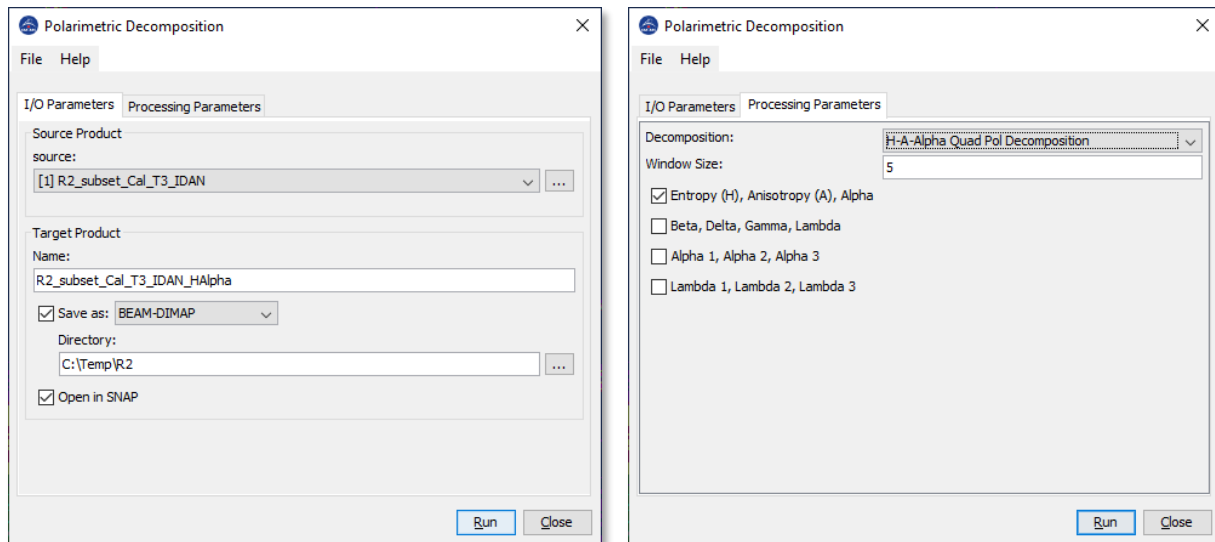 Polarimetric Decomposition
File Help
I/O Parameters Processing Parameters
Source Product
source:
[1] R2_subset_Cal_T3_IDAN
...
Target Product
Name:
R2_subset_Cal_T3_IDAN_HAlpha
Save as: BEAM-DIMAP
Directory:
C:\Temp\R2
...
Open in SNAP
Run Close
Polarimetric Decomposition
File Help
I/O Parameters Processing Parameters
Decomposition: H-A-Alpha Quad Pol Decomposition
Window Size: 5
Entropy (H), Anisotropy (A), Alpha
Beta, Delta, Gamma, Lambda
Alpha 1, Alpha 2, Alpha 3
Lambda 1, Lambda 2, Lambda 3
Run Close